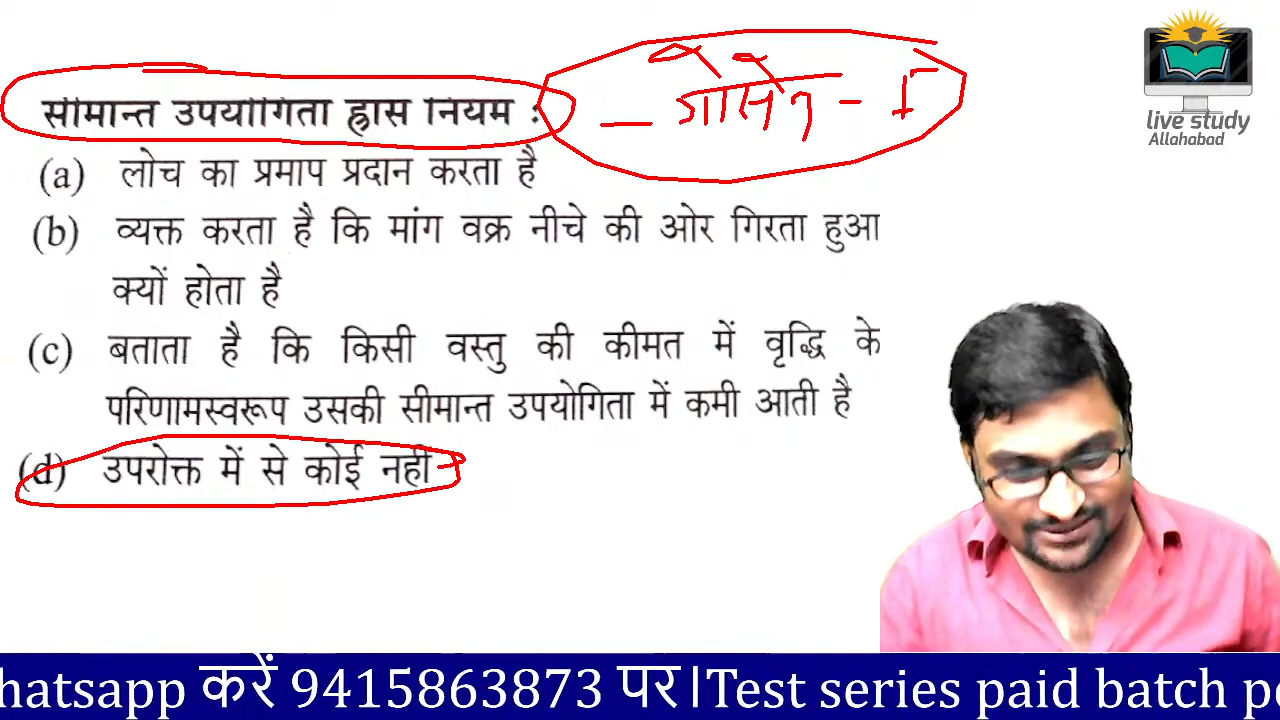 सीमान्त उपयोगिता ह्रास नियम :
– गोसेन - I
(a) लोच का प्रमाप प्रदान करता है
(b) व्यक्त करता है कि मांग वक्र नीचे की ओर गिरता हुआ
क्यों होता है
(c) बताता है कि किसी वस्तु की कीमत में वृद्धि के
परिणामस्वरूप उसकी सीमान्त उपयोगिता में कमी आती है
(d) उपरोक्त में से कोई नही
live study
Allahabad
hatsapp करें 9415863873 पर।Test series paid batch p